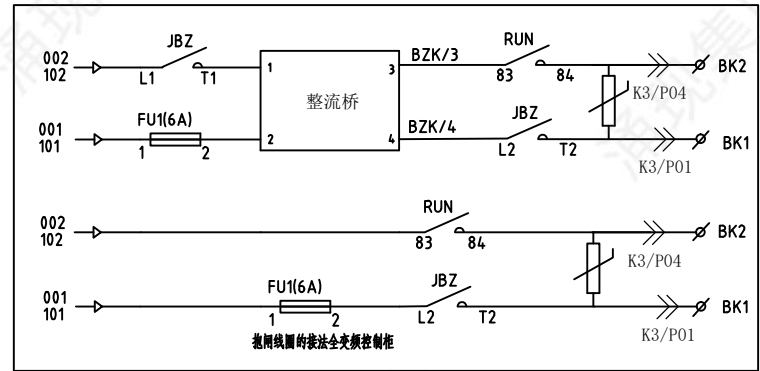 JBZ RUN
002 BZK/3 BK2
102 L1 T1 1 3 83 84
整流桥 K3/P04
FU1(6A) JBZ
001 BZK/4 BK1
101 1 2 2 4 L2 T2
K3/P01
RUN
002 BK2
102 83 84
K3/P04
FU1(6A) JBZ
001 BK1
101 1 2 L2 T2
K3/P01
抱闸线圈的接法全变频控制柜